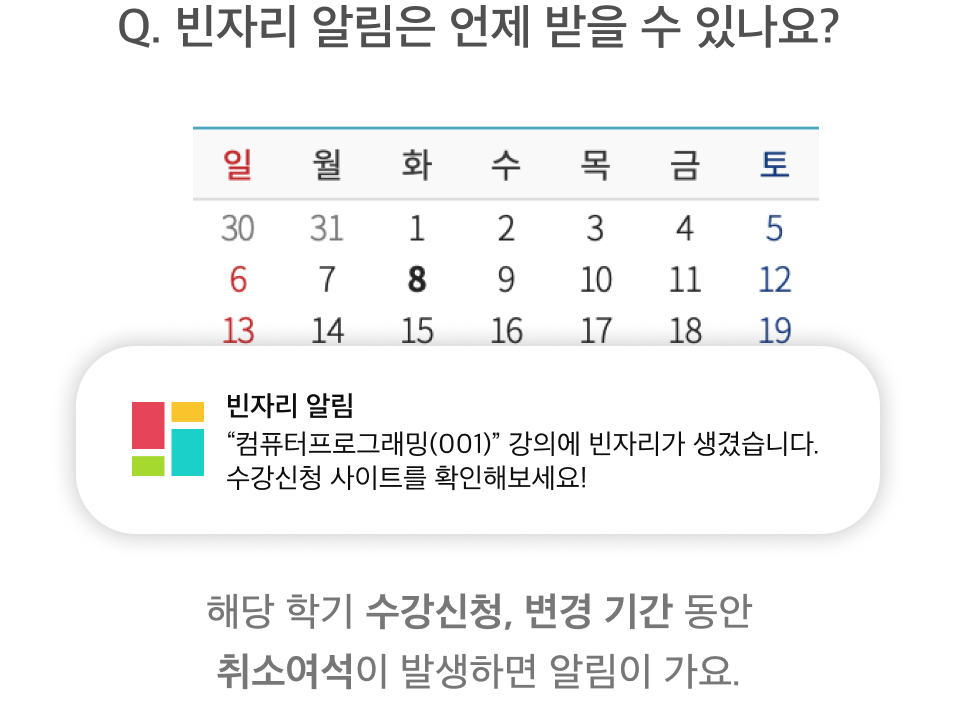 Q. 빈자리 알림은 언제 받을 수 있나요?
일 월 화 수 목 금 토
30 31 1 2 3 4 5
6 7 8 9 10 11 12
13 14 15 16 17 18 19
빈자리 알림
“컴퓨터프로그래밍(001)” 강의에 빈자리가 생겼습니다.
수강신청 사이트를 확인해보세요!
해당 학기 수강신청, 변경 기간 동안
취소여석이 발생하면 알림이 가요.